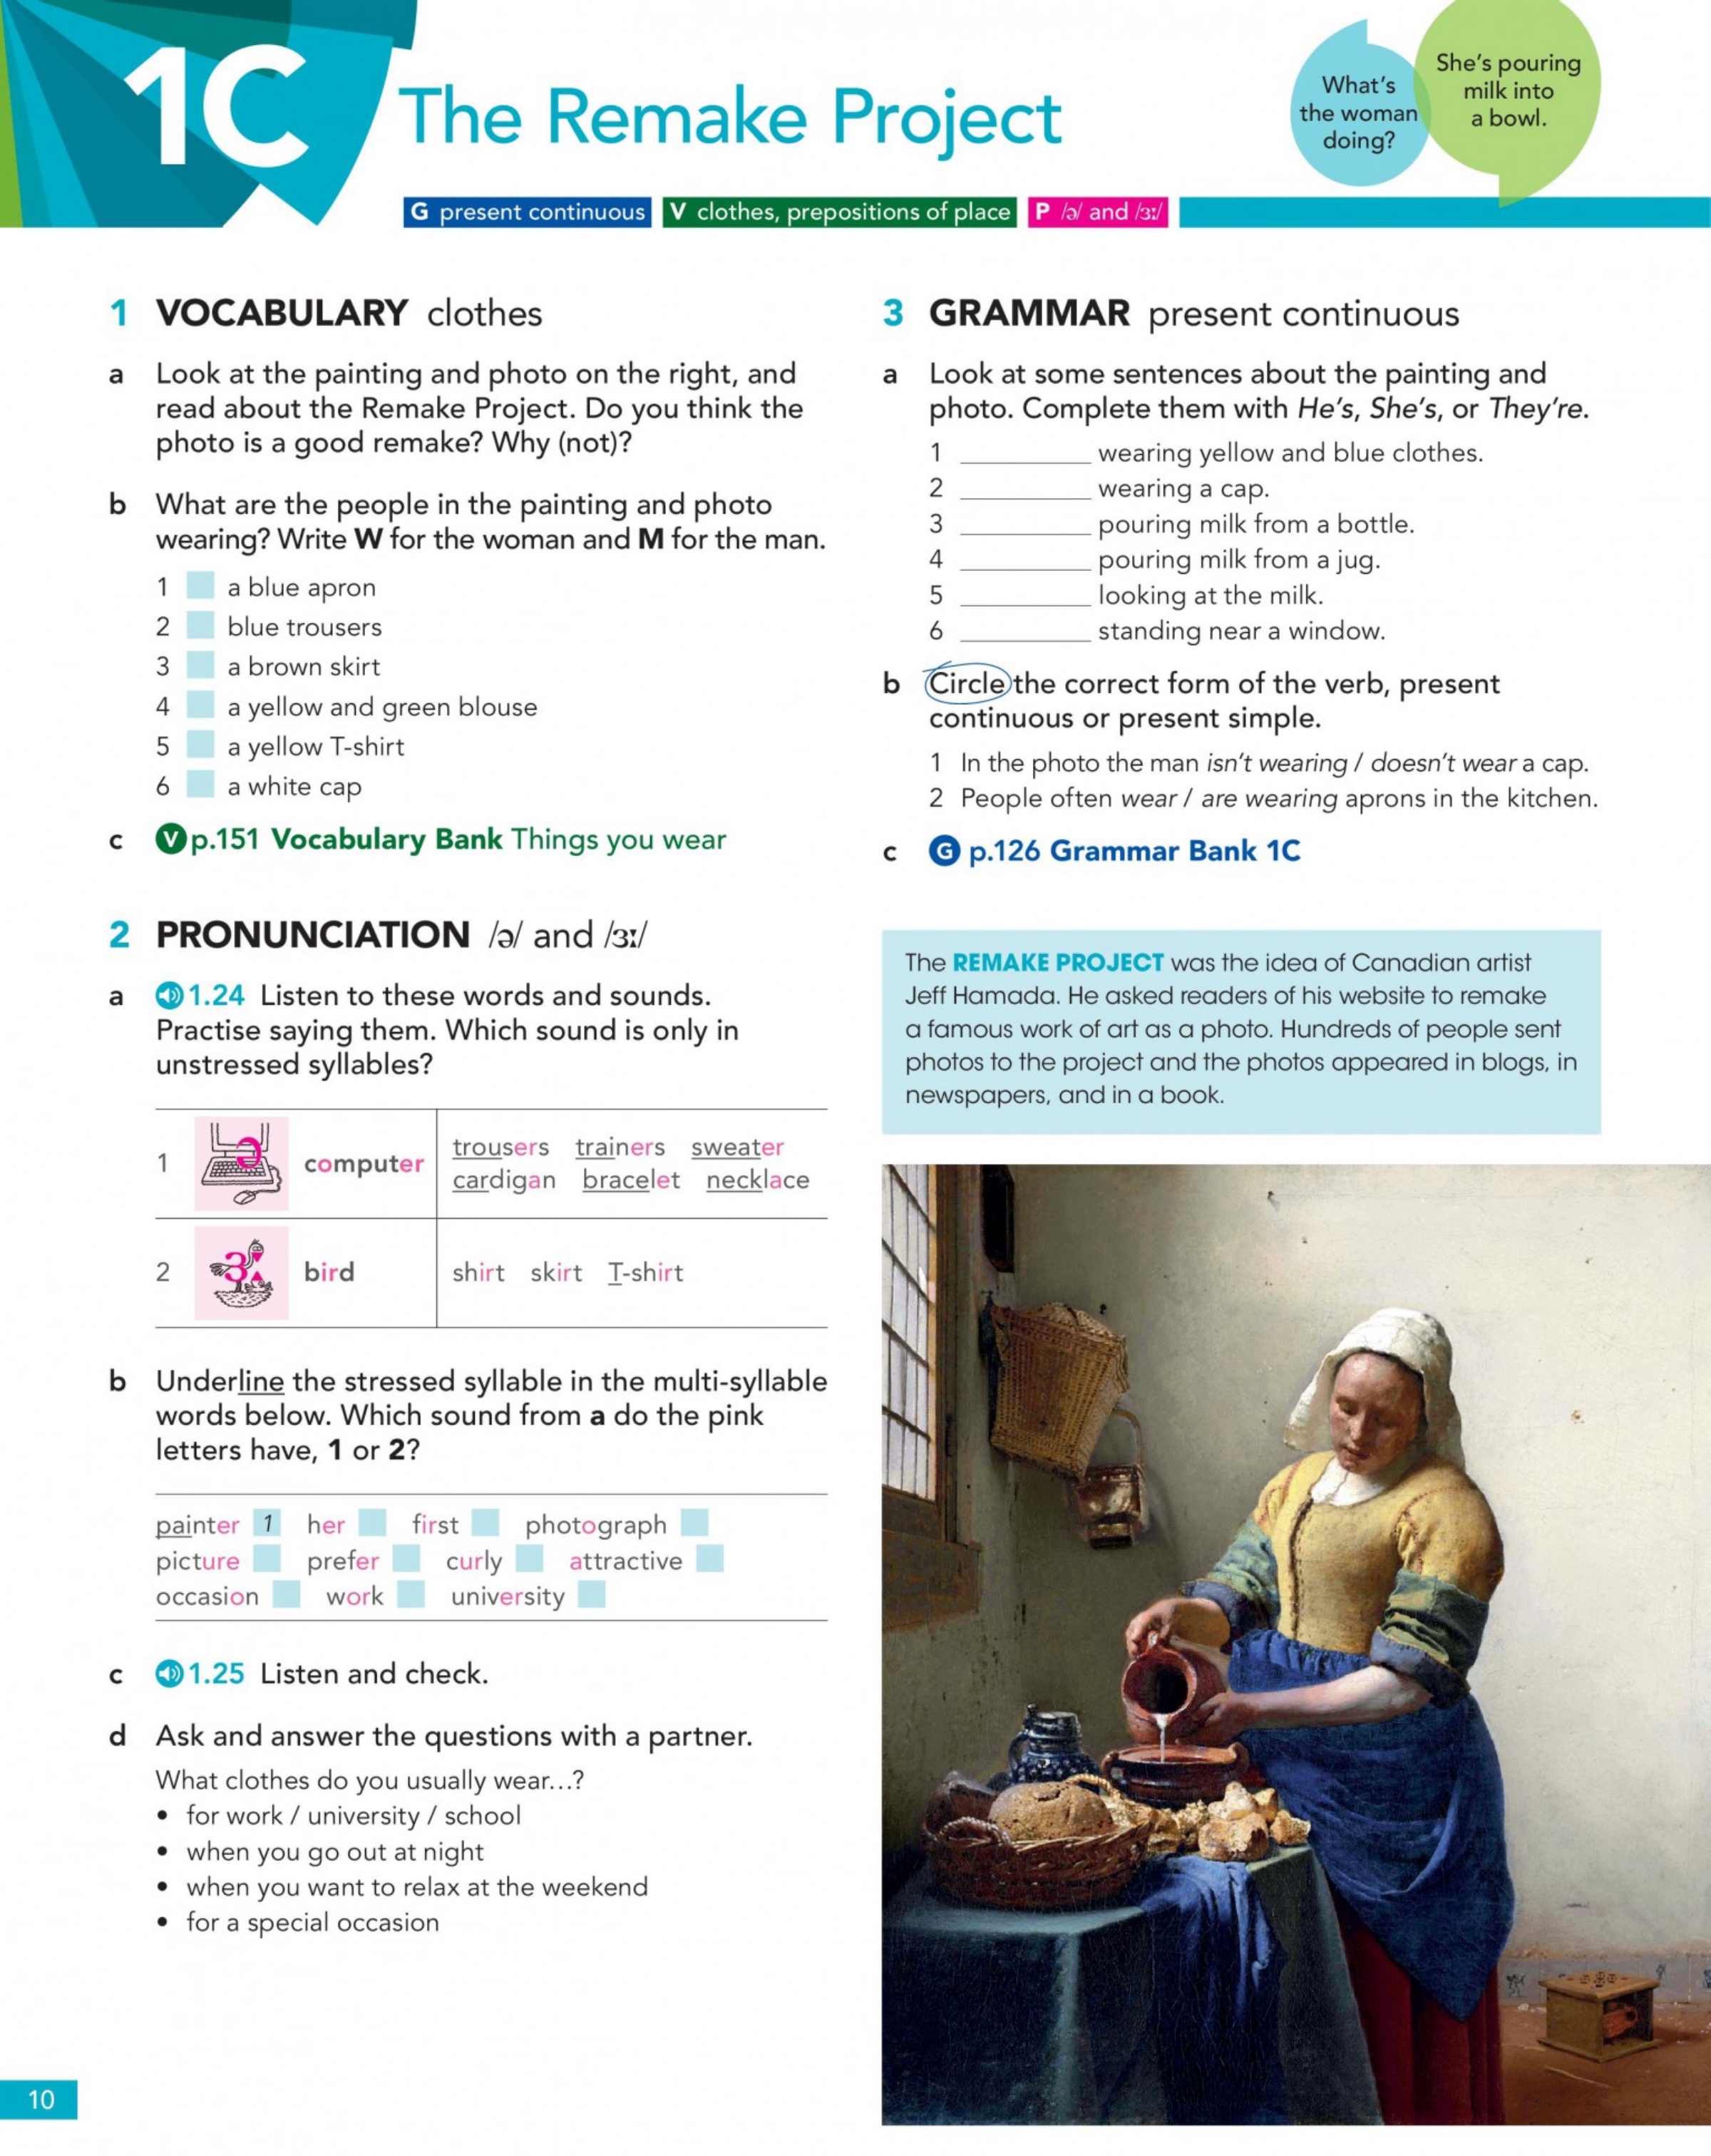 1C
The Remake Project
What's
the woman
doing?
She's pouring
milk into
a bowl.
G present continuous V clothes, prepositions of place P /ə/ and /ɜː/
1 VOCABULARY clothes
a Look at the painting and photo on the right, and
read about the Remake Project. Do you think the
photo is a good remake? Why (not)?
b What are the people in the painting and photo
wearing? Write W for the woman and M for the man.
1 a blue apron
2 blue trousers
3 a brown skirt
4 a yellow and green blouse
5 a yellow T-shirt
6 a white cap
c V p.151 Vocabulary Bank Things you wear
2 PRONUNCIATION /ə/ and /ɜː/
a 1.24 Listen to these words and sounds.
Practise saying them. Which sound is only in
unstressed syllables?
1 ə computer trousers trainers sweater
cardigan bracelet necklace
2 ɜː bird shirt skirt T-shirt
b Underline the stressed syllable in the multi-syllable
words below. Which sound from a do the pink
letters have, 1 or 2?
painter 1 her first photograph
picture prefer curly attractive
occasion work university
c 1.25 Listen and check.
d Ask and answer the questions with a partner.
What clothes do you usually wear…?
• for work / university / school
• when you go out at night
• when you want to relax at the weekend
• for a special occasion
3 GRAMMAR present continuous
a Look at some sentences about the painting and
photo. Complete them with He's, She's, or They're.
1 __________ wearing yellow and blue clothes.
2 __________ wearing a cap.
3 __________ pouring milk from a bottle.
4 __________ pouring milk from a jug.
5 __________ looking at the milk.
6 __________ standing near a window.
b Circle the correct form of the verb, present
continuous or present simple.
1 In the photo the man isn't wearing / doesn't wear a cap.
2 People often wear / are wearing aprons in the kitchen.
c G p.126 Grammar Bank 1C
The REMAKE PROJECT was the idea of Canadian artist
Jeff Hamada. He asked readers of his website to remake
a famous work of art as a photo. Hundreds of people sent
photos to the project and the photos appeared in blogs, in
newspapers, and in a book.
10